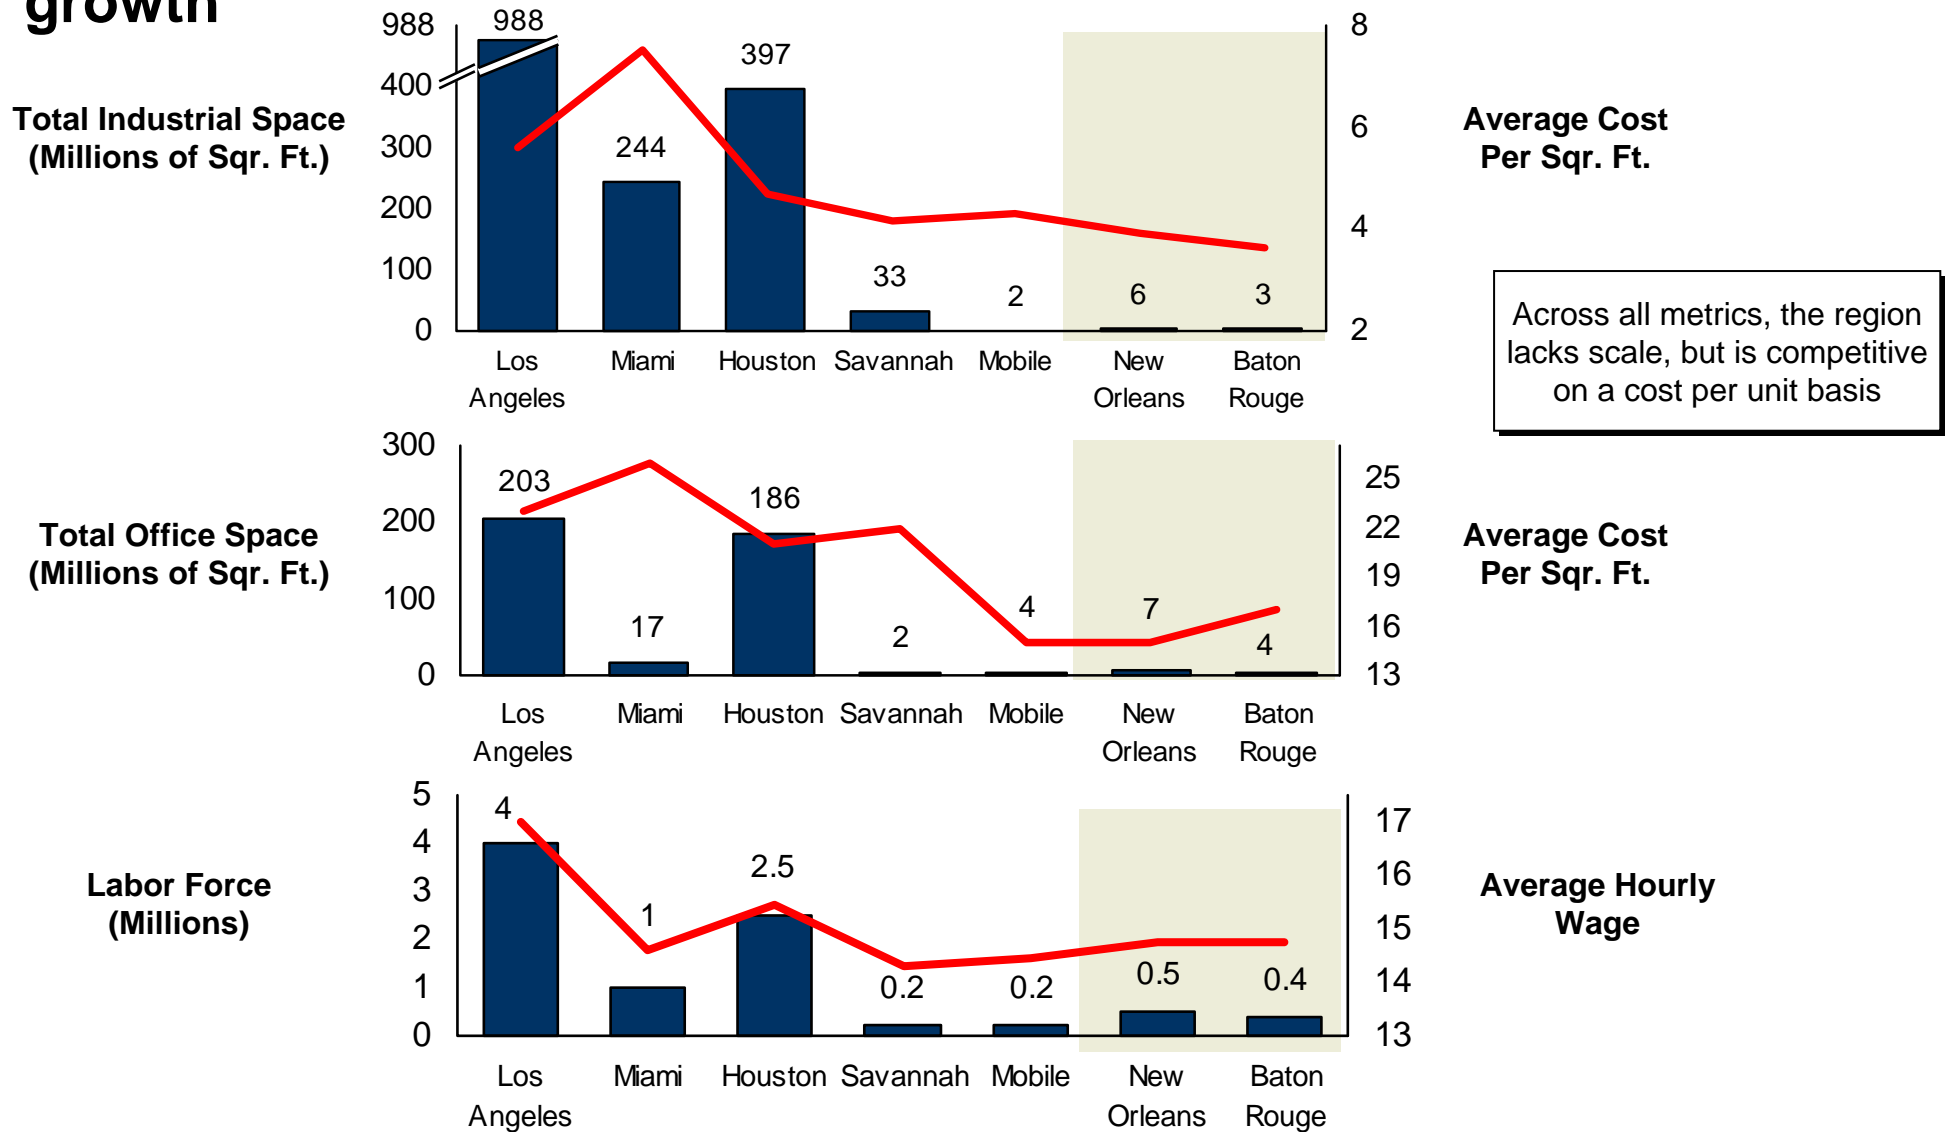 growth
Total Industrial Space
(Millions of Sqr. Ft.)
988
400
300
200
100
0
988
244
397
33
2
6
3
8
6
4
2
Los
Angeles
Miami
Houston
Savannah
Mobile
New
Orleans
Baton
Rouge
Average Cost
Per Sqr. Ft.
Across all metrics, the region
lacks scale, but is competitive
on a cost per unit basis
Total Office Space
(Millions of Sqr. Ft.)
300
200
100
0
203
17
186
2
4
7
4
25
22
19
16
13
Los
Angeles
Miami
Houston
Savannah
Mobile
New
Orleans
Baton
Rouge
Average Cost
Per Sqr. Ft.
Labor Force
(Millions)
5
4
3
2
1
0
4
1
2.5
0.2
0.2
0.5
0.4
17
16
15
14
13
Los
Angeles
Miami
Houston
Savannah
Mobile
New
Orleans
Baton
Rouge
Average Hourly
Wage